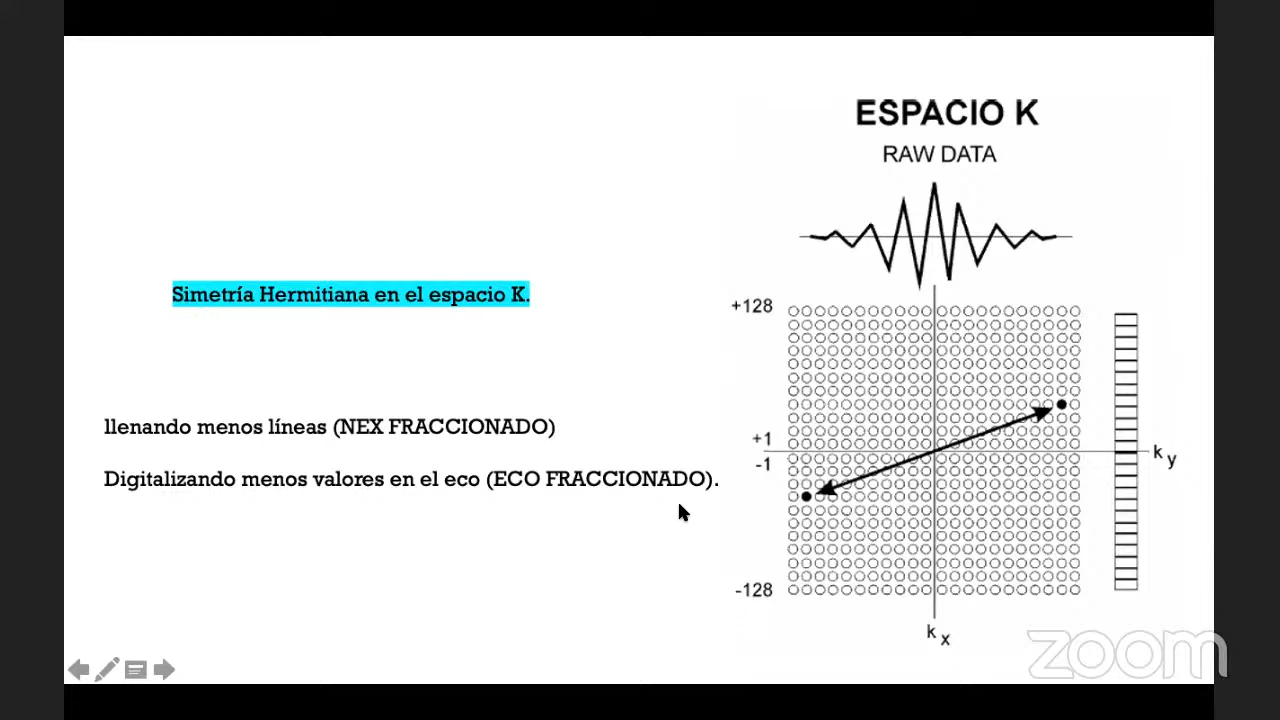 ESPACIO K
RAW DATA
Simetría Hermitiana en el espacio K.
llenando menos líneas (NEX FRACCIONADO)
Digitalizando menos valores en el eco (ECO FRACCIONADO).
+128
+1
-1
-128
k y
k x
zoom